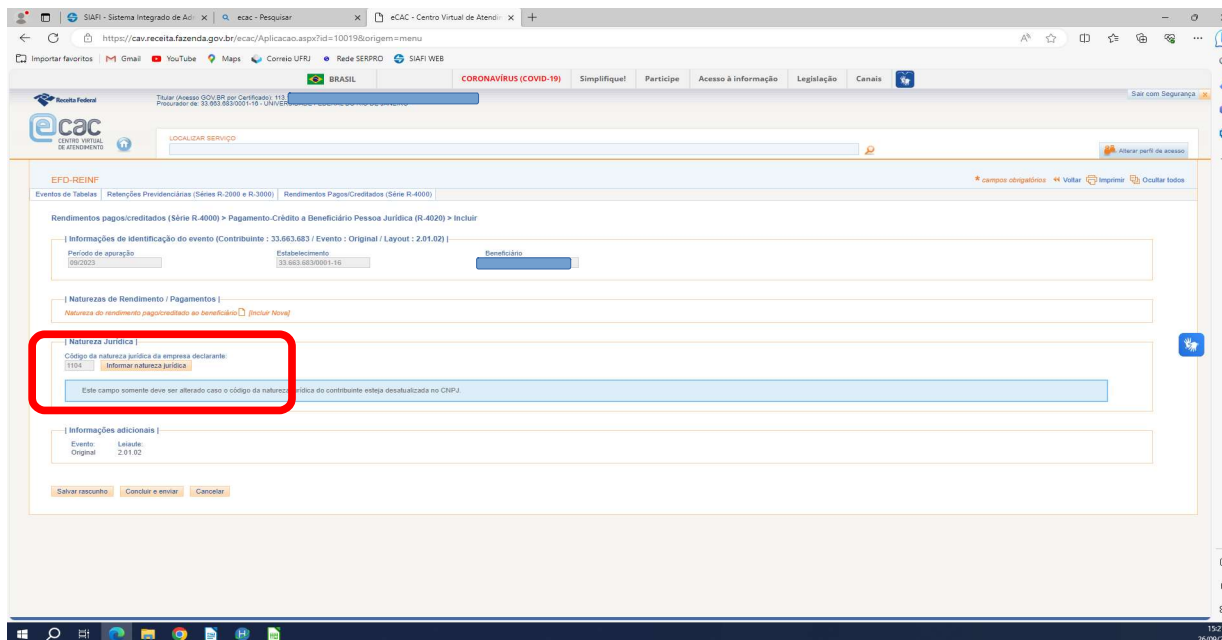 SIAFI - Sistema Integrado de Ad
ecac - Pesquisar
eCAC - Centro Virtual de Atendi
https://cav.receita.fazenda.gov.br/ecac/Aplicacao.aspx?id=10019&origem=menu
Importar favoritos
Gmail
YouTube
Maps
Correio UFRJ
Rede SERPRO
SIAFI WEB
BRASIL
CORONAVÍRUS (COVID-19)
Simplifique!
Participe
Acesso à informação
Legislação
Canais
Receita Federal
Titular (Acesso GOV.BR por Certificado): 113
Procurador de: 33.663.683/0001-16 -
Sair com Segurança
ecac
CENTRO VIRTUAL
DE ATENDIMENTO
LOCALIZAR SERVIÇO
Alterar perfil de acesso
EFD-REINF
* campos obrigatórios
Voltar
Imprimir
Ocultar todos
Eventos de Tabelas
Retenções Previdenciárias (Séries R-2000 e R-3000)
Rendimentos Pagos/Creditados (Série R-4000)
Rendimentos pagos/creditados (Série R-4000) > Pagamento-Crédito a Beneficiário Pessoa Jurídica (R-4020) > Incluir
| Informações de identificação do evento (Contribuinte : 33.663.683 / Evento : Original / Layout : 2.01.02) |
Período de apuração
Estabelecimento
Beneficiário
09/2023
33.663.683/0001-16
| Naturezas de Rendimento / Pagamentos |
Natureza do rendimento pago/creditado ao beneficiário [Incluir Nova]
| Natureza Jurídica |
Código da natureza jurídica da empresa declarante:
1104
Informar natureza jurídica
Este campo somente deve ser alterado caso o código da natureza jurídica do contribuinte esteja desatualizada no CNPJ.
| Informações adicionais |
Evento:
Leiaute:
Original
2.01.02
Salvar rascunho
Concluir e enviar
Cancelar